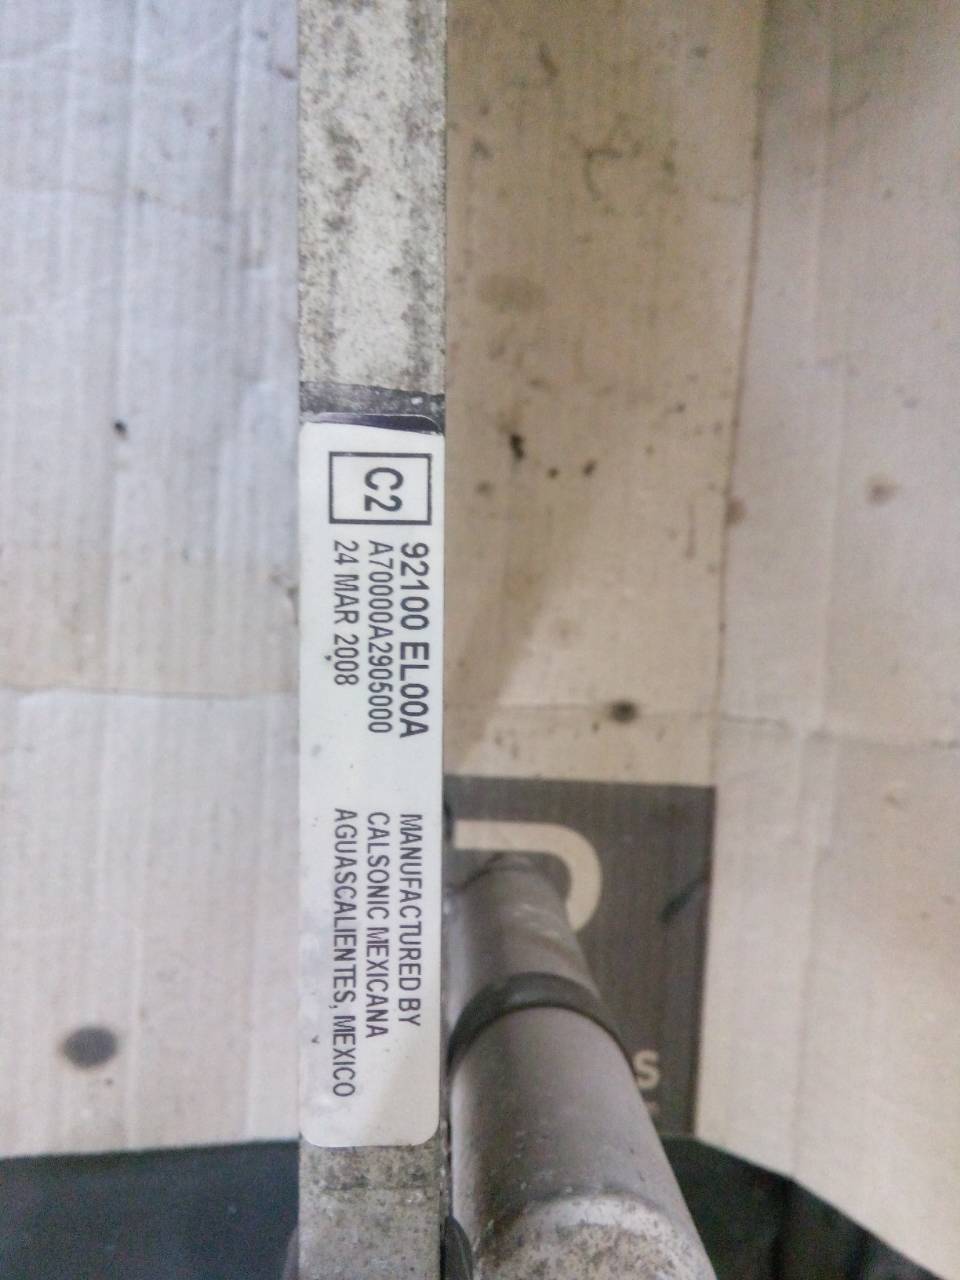 C2
92100 EL00A
A70000A2905000
24 MAR 2008
MANUFACTURED BY
CALSONIC MEXICANA
AGUASCALIENTES, MEXICO
S